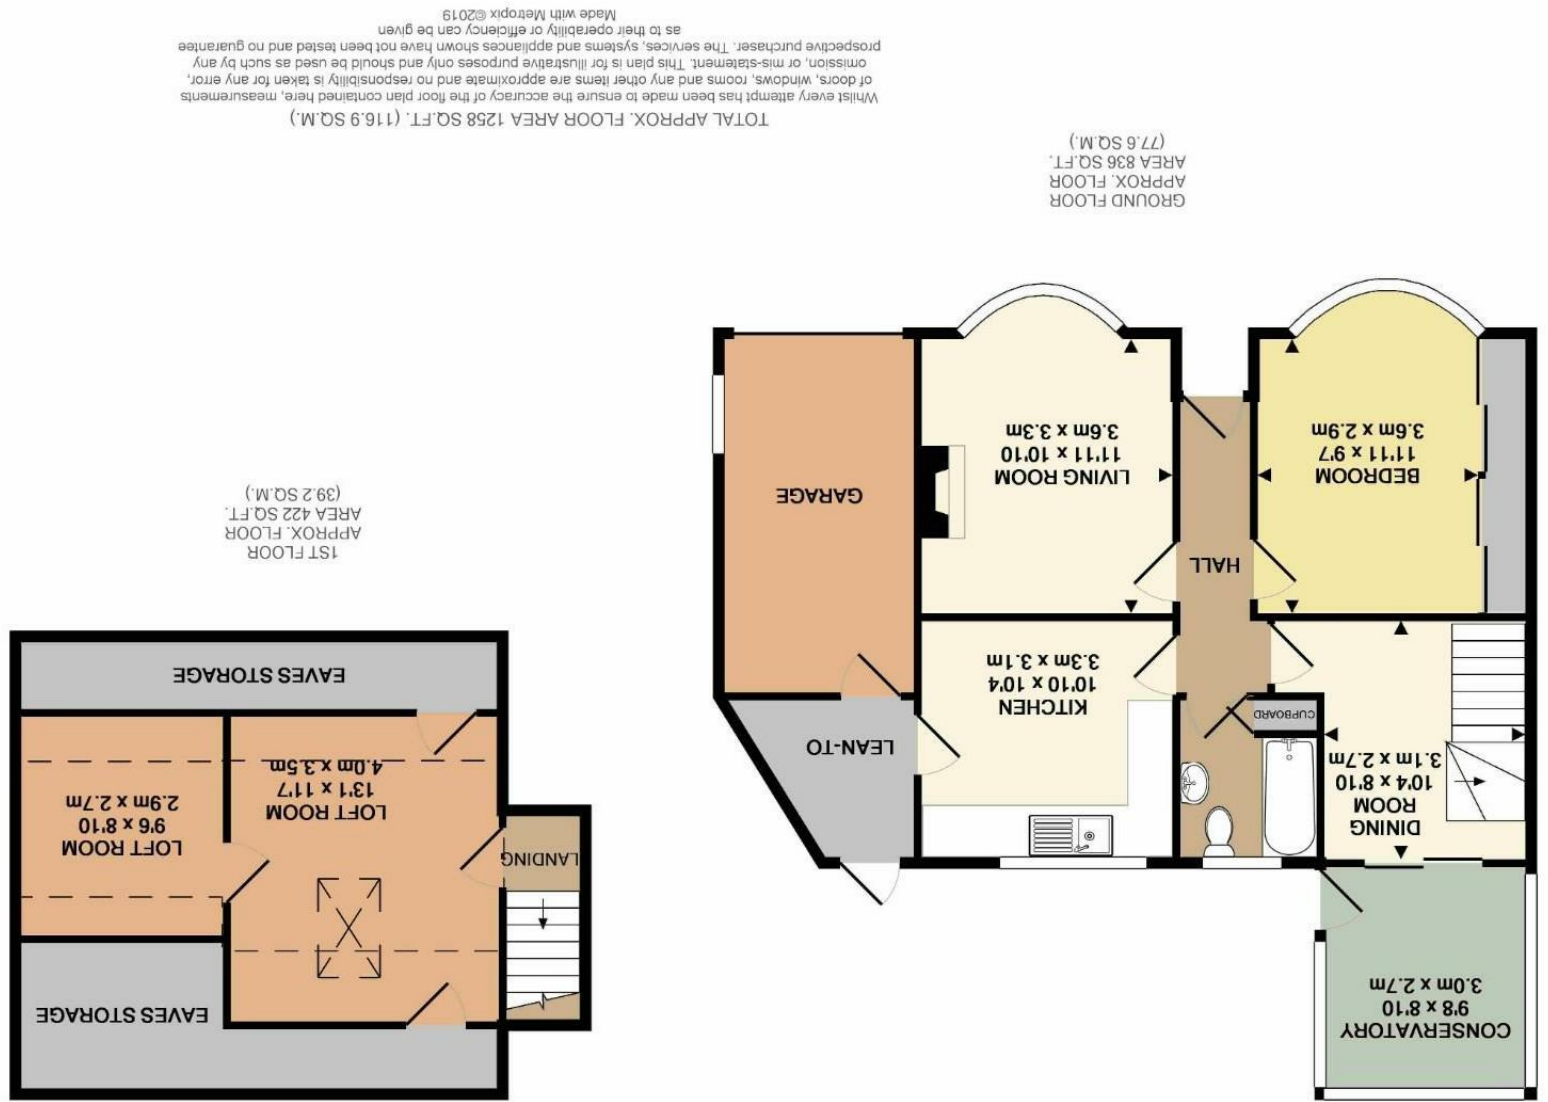 CONSERVATORY
9'8 x 8'10
3.0m x 2.7m
DINING
ROOM
10'4 x 8'10
3.1m x 2.7m
CUPBOARD
KITCHEN
10'10 x 10'4
3.3m x 3.1m
LEAN-TO
HALL
BEDROOM
11'11 x 9'7
3.6m x 2.9m
LIVING ROOM
11'11 x 10'10
3.6m x 3.3m
GARAGE
GROUND FLOOR
APPROX. FLOOR
AREA 836 SQ.FT.
(77.6 SQ.M.)
EAVES STORAGE
LANDING
LOFT ROOM
13'1 x 11'7
4.0m x 3.5m
LOFT ROOM
9'6 x 8'10
2.9m x 2.7m
EAVES STORAGE
1ST FLOOR
APPROX. FLOOR
AREA 422 SQ.FT.
(39.2 SQ.M.)
TOTAL APPROX. FLOOR AREA 1258 SQ.FT. (116.9 SQ.M.)
Whilst every attempt has been made to ensure the accuracy of the floor plan contained here, measurements
of doors, windows, rooms and any other items are approximate and no responsibility is taken for any error,
omission, or mis-statement. This plan is for illustrative purposes only and should be used as such by any
prospective purchaser. The services, systems and appliances shown have not been tested and no guarantee
as to their operability or efficiency can be given
Made with Metropix ©2019